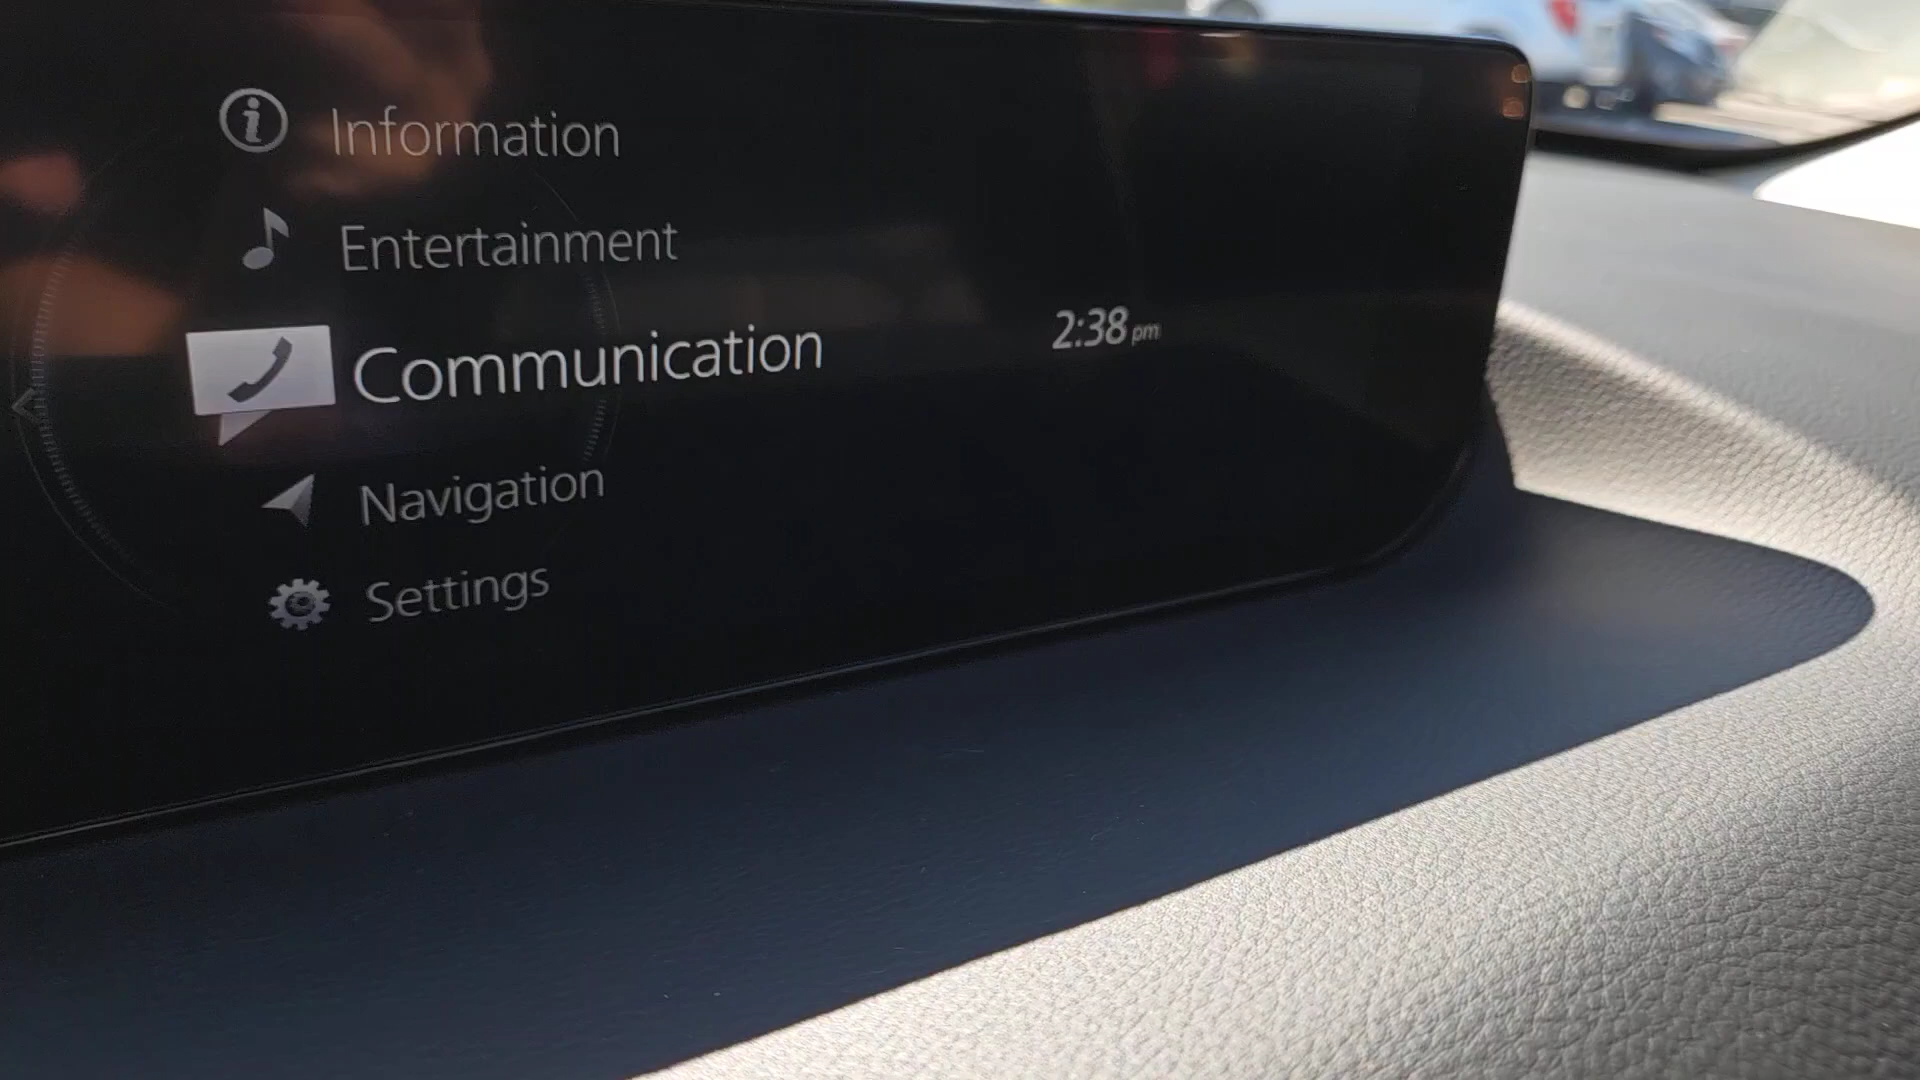 Information
Entertainment
Communication
2:38 pm
Navigation
Settings